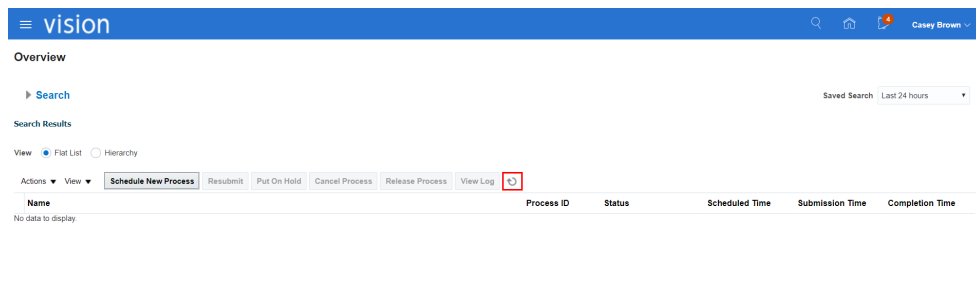 vision
4
Casey Brown
Overview
Search
Saved Search Last 24 hours
Search Results
View Flat List Hierarchy
Actions View Schedule New Process Resubmit Put On Hold Cancel Process Release Process View Log
Name Process ID Status Scheduled Time Submission Time Completion Time
No data to display.